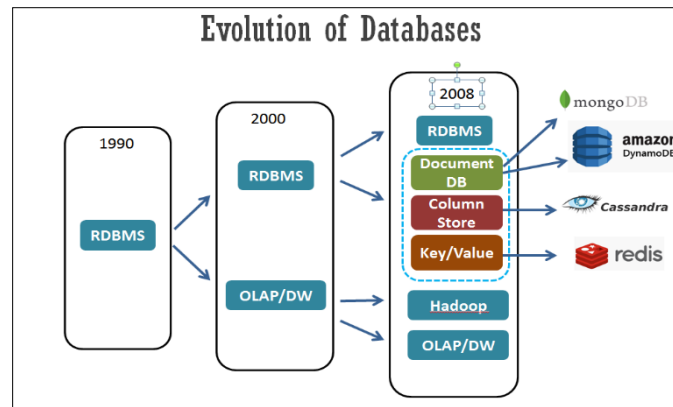 Evolution of Databases
1990
RDBMS
2000
RDBMS
OLAP/DW
2008
RDBMS
Document
DB
Column
Store
Key/Value
Hadoop
OLAP/DW
mongoDB
amazon
DynamoDB
Cassandra
redis